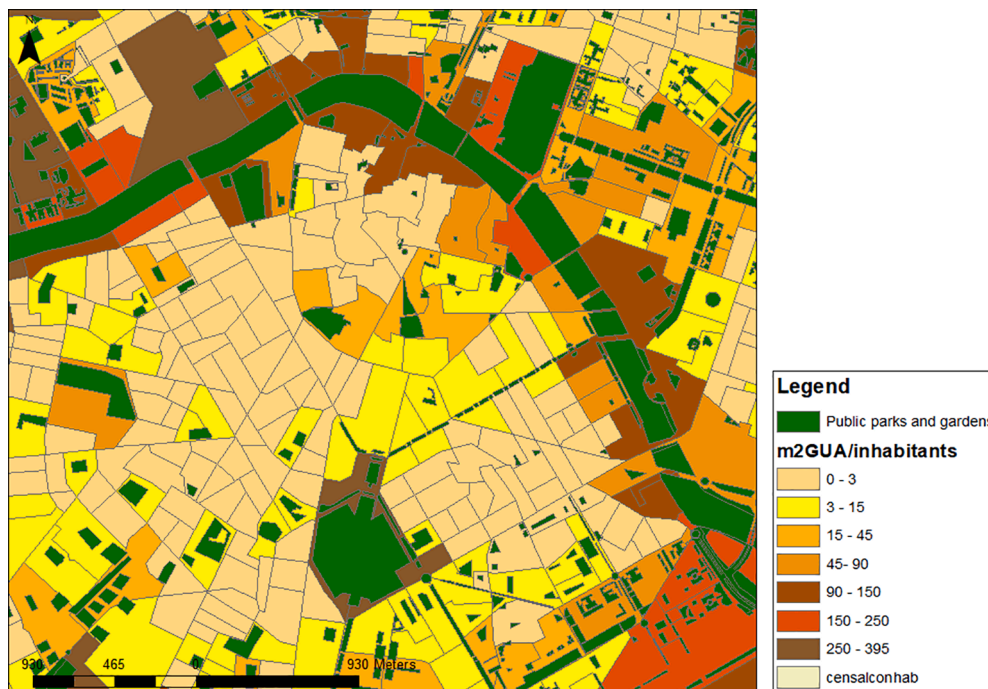 930
465
0
930 Meters
Legend
Public parks and gardens
m2GUA/inhabitants
0 - 3
3 - 15
15 - 45
45- 90
90 - 150
150 - 250
250 - 395
censalconhab